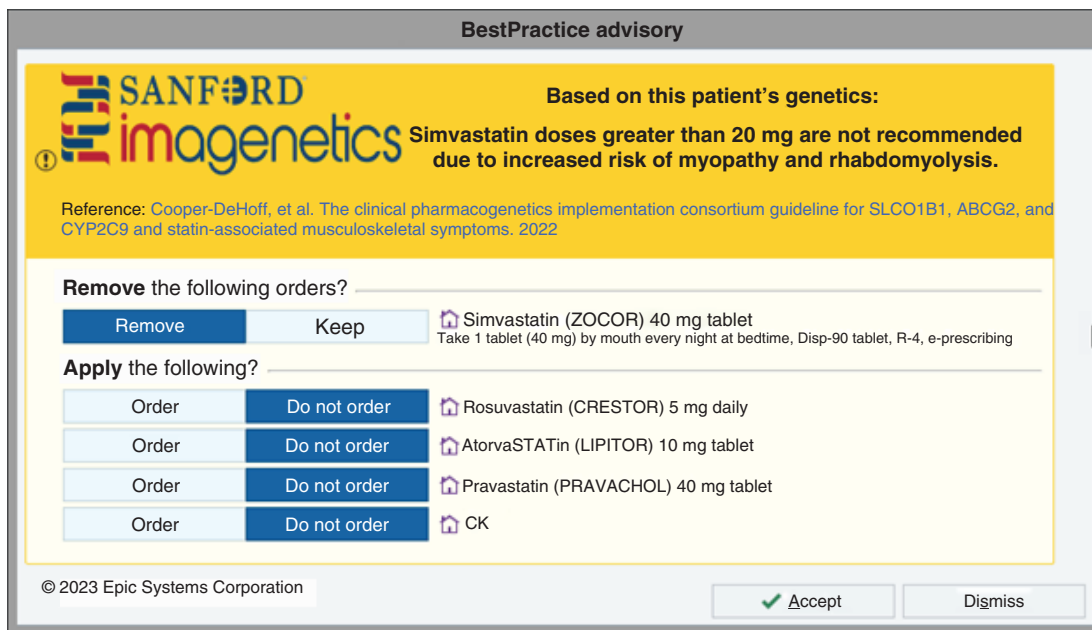 BestPractice advisory
SANFORD
imagenetics
Based on this patient's genetics:
Simvastatin doses greater than 20 mg are not recommended
due to increased risk of myopathy and rhabdomyolysis.
Reference: Cooper-DeHoff, et al. The clinical pharmacogenetics implementation consortium guideline for SLCO1B1, ABCG2, and
CYP2C9 and statin-associated musculoskeletal symptoms. 2022
Remove the following orders?
Remove Keep Simvastatin (ZOCOR) 40 mg tablet
Take 1 tablet (40 mg) by mouth every night at bedtime, Disp-90 tablet, R-4, e-prescribing
Apply the following?
Order Do not order Rosuvastatin (CRESTOR) 5 mg daily
Order Do not order AtorvaSTATin (LIPITOR) 10 mg tablet
Order Do not order Pravastatin (PRAVACHOL) 40 mg tablet
Order Do not order CK
© 2023 Epic Systems Corporation
Accept Dismiss